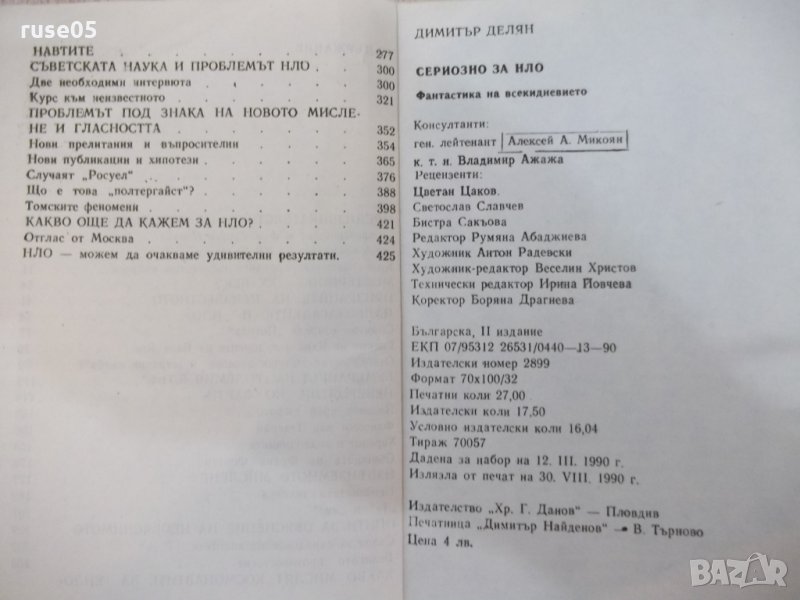 ruse05
НАВТИТЕ 277
СЪВЕТСКАТА НАУКА И ПРОБЛЕМЪТ НЛО 300
Две необходими интервюта 300
Курс към неизвестното 321
ПРОБЛЕМЪТ ПОД ЗНАКА НА НОВОТО МИСЛЕ-
НЕ И ГЛАСНОСТТА 352
Нови прелитания и въпросителни 354
Нови публикации и хипотези 365
Случаят „Росуел" 376
Що е това „полтергайст"? 388
Томските феномени 398
КАКВО ОЩЕ ДА КАЖЕМ ЗА НЛО? 421
Отглас от Москва 424
НЛО — можем да очакваме удивителни резултати. 425
ДИМИТЪР ДЕЛЯН
СЕРИОЗНО ЗА НЛО
Фантастика на всекидневието
Консултанти:
ген. лейтенант Алексей А. Микоян
к. т. н. Владимир Ажажа
Рецензенти:
Цветан Цаков.
Светослав Славчев
Бистра Сакъова
Редактор Румяна Абаджиева
Художник Антон Радевски
Художник-редактор Веселин Христов
Технически редактор Ирина Йовчева
Коректор Боряна Драгнева
Българска, II издание
ЕКП 07/95312 26531/0440—13—90
Издателски номер 2899
Формат 70x100/32
Печатни коли 27,00
Издателски коли 17,50
Условно издателски коли 16,04
Тираж 70057
Дадена за набор на 12. III. 1990 г.
Излязла от печат на 30. VIII. 1990 г.
Издателство „Хр. Г. Данов" — Пловдив
Печатница „Димитър Найденов" — В. Търново
Цена 4 лв.
BAZAR